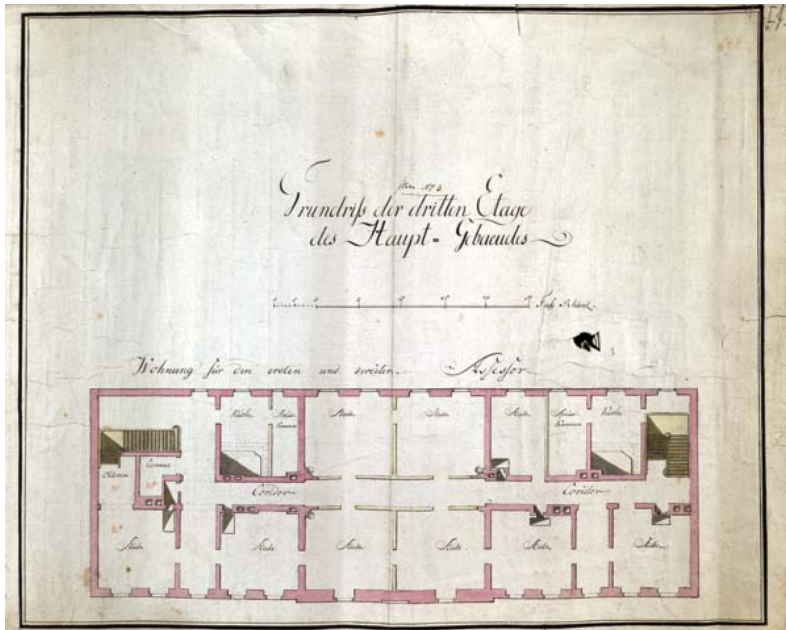 Grundriß der dritten Etage
des Haupt = Gebaeudes
Wohnung für den ersten und zweiten Assessor
Küche
Stube
Stube
Stube
Küche
Cammer
Corridor
Corridor
Stube
Stube
Stube
Stube
Stube
Stube